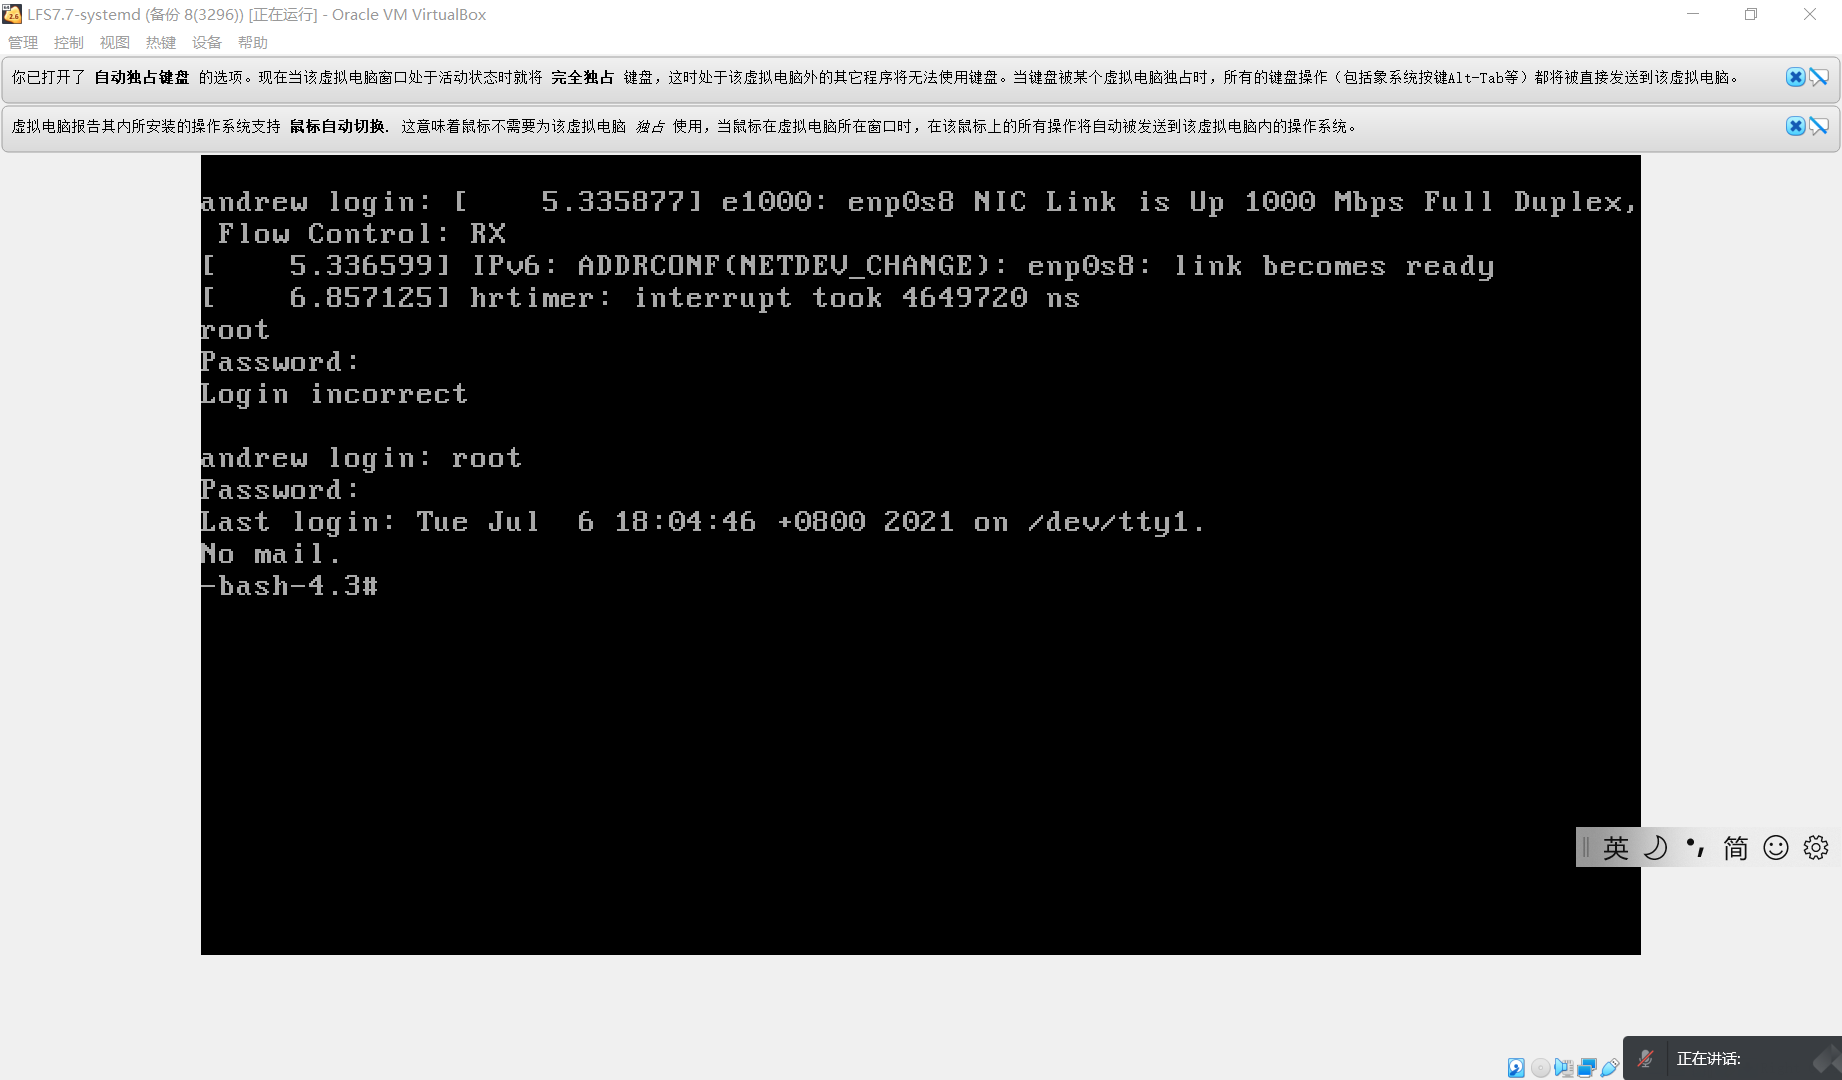 LFS7.7-systemd (备份 8(3296)) [正在运行] - Oracle VM VirtualBox
管理 控制 视图 热键 设备 帮助
你已打开了 自动独占键盘 的选项。现在当该虚拟电脑窗口处于活动状态时就将 完全独占 键盘，这时处于该虚拟电脑外的其它程序将无法使用键盘。当键盘被某个虚拟电脑独占时，所有的键盘操作（包括象系统按键Alt-Tab等）都将被直接发送到该虚拟电脑。
虚拟电脑报告其内所安装的操作系统支持 鼠标自动切换. 这意味着鼠标不需要为该虚拟电脑 独占 使用，当鼠标在虚拟电脑所在窗口时，在该鼠标上的所有操作将自动被发送到该虚拟电脑内的操作系统。
andrew login: [    5.335877] e1000: enp0s8 NIC Link is Up 1000 Mbps Full Duplex,
 Flow Control: RX
[    5.336599] IPv6: ADDRCONF(NETDEV_CHANGE): enp0s8: link becomes ready
[    6.857125] hrtimer: interrupt took 4649720 ns
root
Password:
Login incorrect
andrew login: root
Password:
Last login: Tue Jul  6 18:04:46 +0800 2021 on /dev/tty1.
No mail.
-bash-4.3#
英 简
正在讲话: